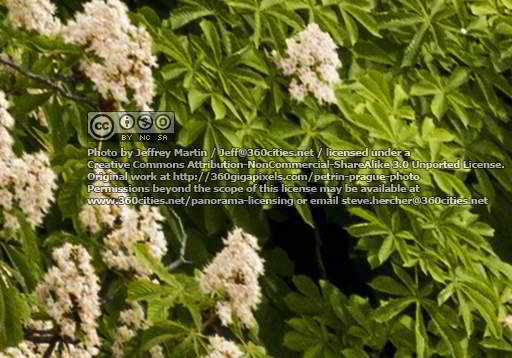 cc
BY NC SA
Photo by Jeffrey Martin / Jeff@360cities.net / licensed under a
Creative Commons Attribution-NonCommercial-ShareAlike 3.0 Unported License.
Original work at http://360gigapixels.com/petrin-prague-photo
Permissions beyond the scope of this license may be available at
www.360cities.net/panorama-licensing or email steve.hercher@360cities.net